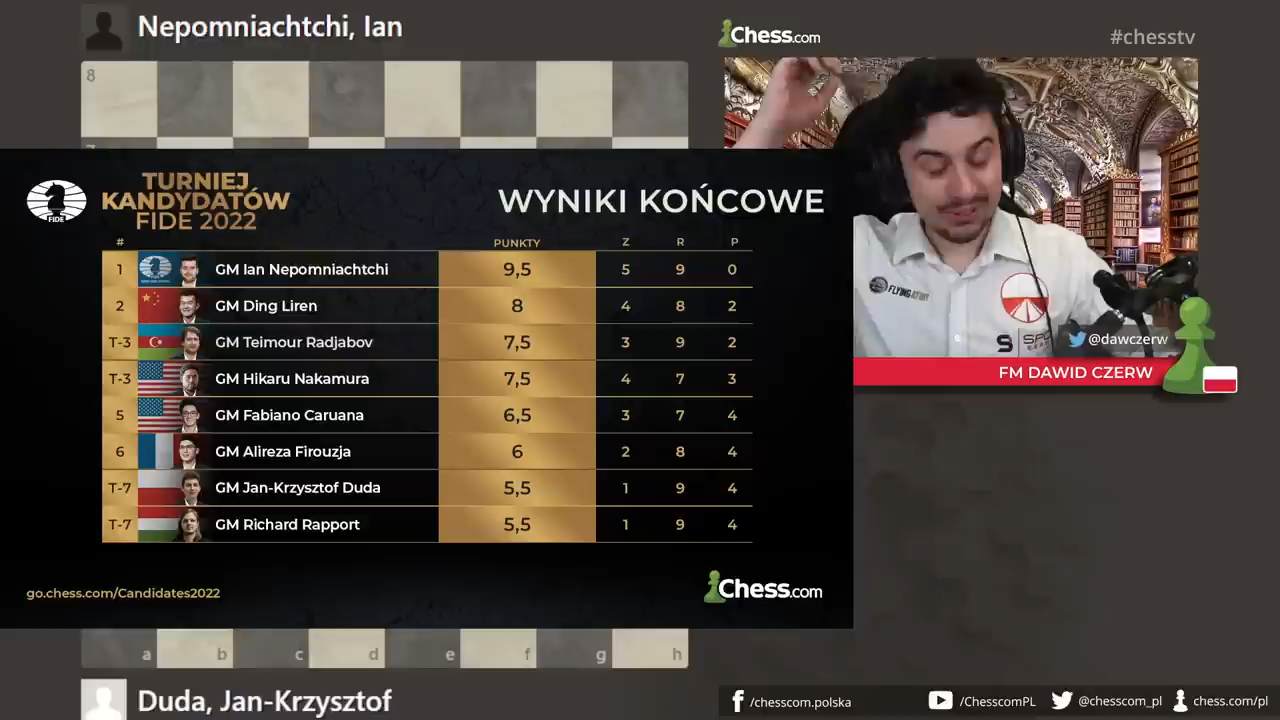 Nepomniachtchi, Ian
Chess.com
#chesstv
8
TURNIEJ
KANDYDATÓW
FIDE 2022
FIDE
WYNIKI KOŃCOWE
# PUNKTY Z R P
1 GM Ian Nepomniachtchi 9,5 5 9 0
2 GM Ding Liren 8 4 8 2
T-3 GM Teimour Radjabov 7,5 3 9 2
T-3 GM Hikaru Nakamura 7,5 4 7 3
5 GM Fabiano Caruana 6,5 3 7 4
6 GM Alireza Firouzja 6 2 8 4
T-7 GM Jan-Krzysztof Duda 5,5 1 9 4
T-7 GM Richard Rapport 5,5 1 9 4
go.chess.com/Candidates2022
Chess.com
@dawczerw
FM DAWID CZERW
a b c d e f g h
Duda, Jan-Krzysztof
/chesscom.polska
/ChesscomPL
@chesscom_pl
chess.com/pl